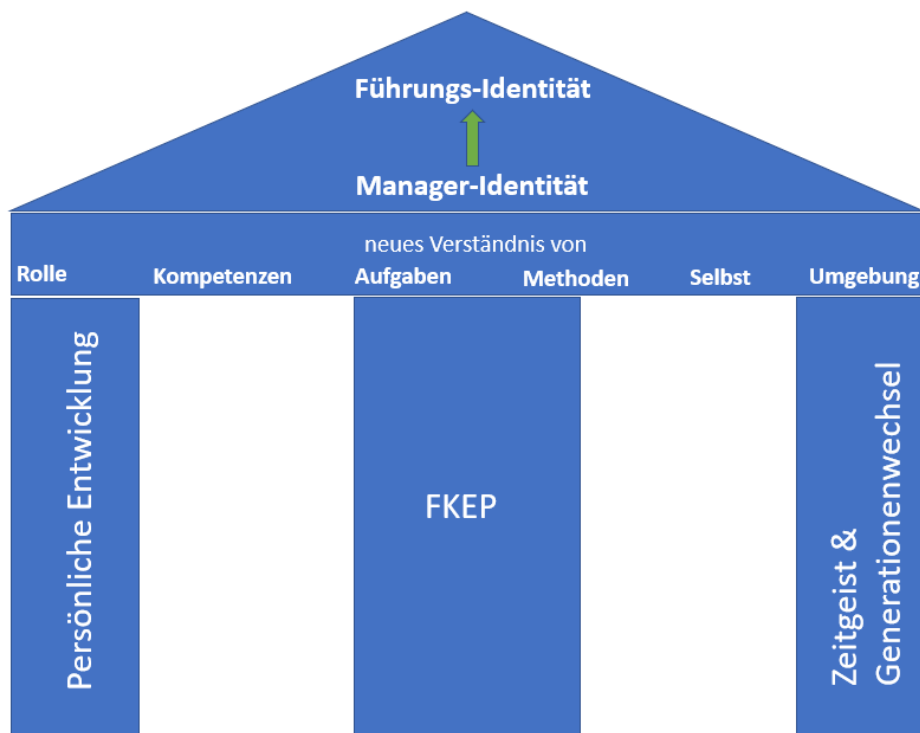 Führungs-Identität
Manager-Identität
neues Verständnis von
Rolle Kompetenzen Aufgaben Methoden Selbst Umgebung
Persönliche Entwicklung
FKEP
Zeitgeist &
Generationenwechsel